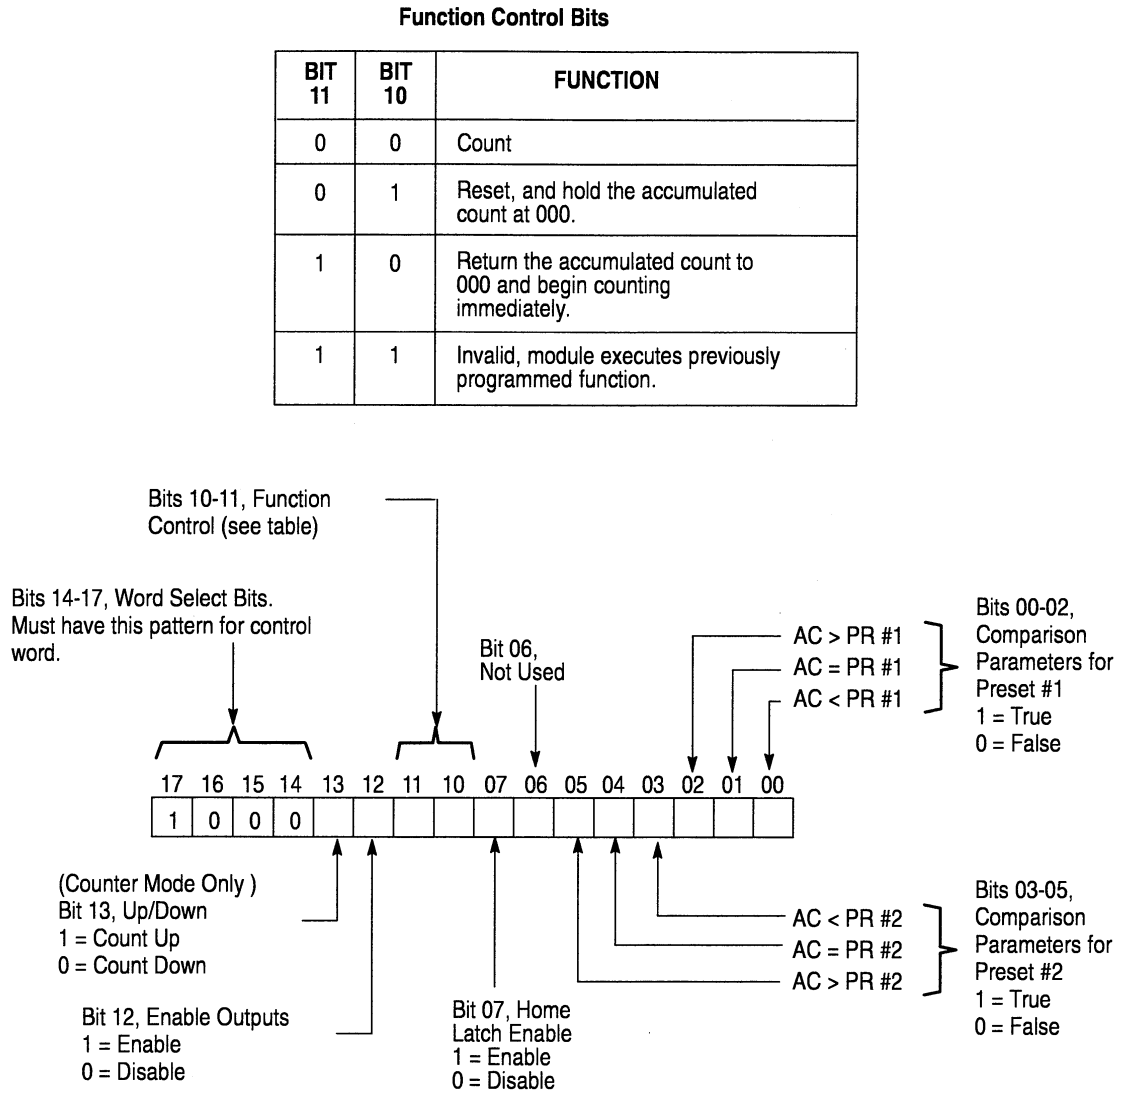 Function Control Bits
BIT 11
BIT 10
FUNCTION
0 0 Count
0 1 Reset, and hold the accumulated
count at 000.
1 0 Return the accumulated count to
000 and begin counting
immediately.
1 1 Invalid, module executes previously
programmed function.
Bits 10-11, Function
Control (see table)
Bits 14-17, Word Select Bits.
Must have this pattern for control
word.
Bit 06,
Not Used
AC > PR #1
AC = PR #1
AC < PR #1
Bits 00-02,
Comparison
Parameters for
Preset #1
1 = True
0 = False
17 16 15 14 13 12 11 10 07 06 05 04 03 02 01 00
1 0 0 0
(Counter Mode Only )
Bit 13, Up/Down
1 = Count Up
0 = Count Down
Bit 12, Enable Outputs
1 = Enable
0 = Disable
Bit 07, Home
Latch Enable
1 = Enable
0 = Disable
AC < PR #2
AC = PR #2
AC > PR #2
Bits 03-05,
Comparison
Parameters for
Preset #2
1 = True
0 = False